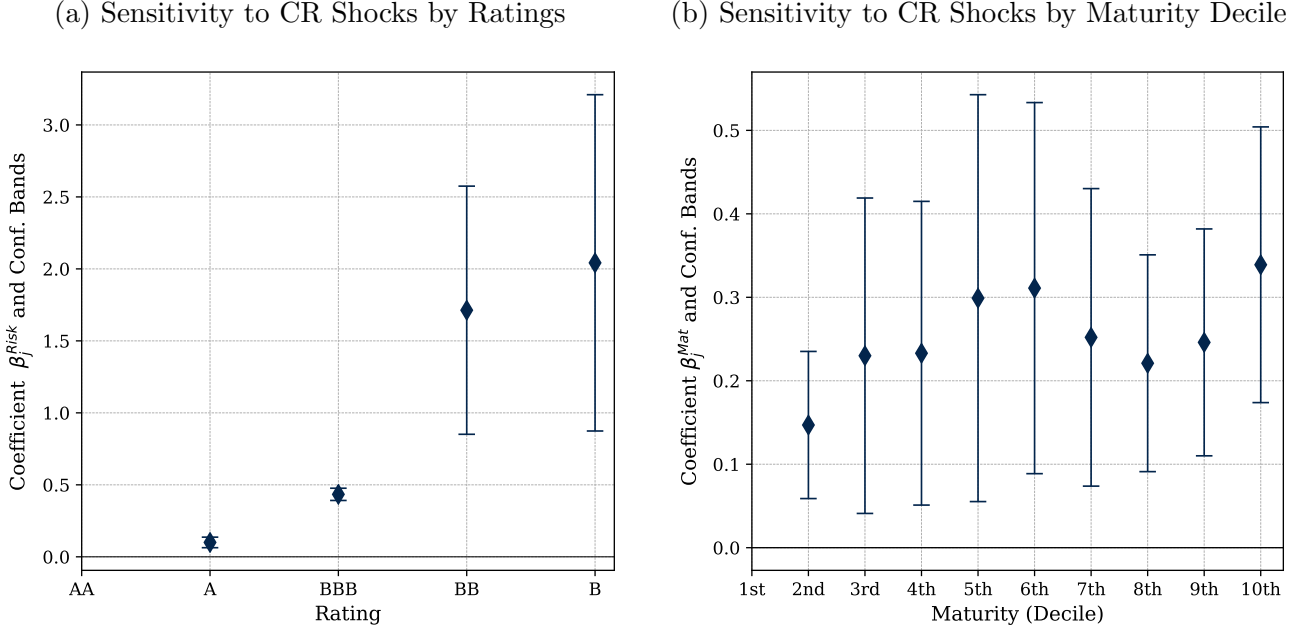 (a) Sensitivity to CR Shocks by Ratings
Coefficient β_j^{Risk} and Conf. Bands
3.0
2.5
2.0
1.5
1.0
0.5
0.0
AA A BBB BB B
Rating
(b) Sensitivity to CR Shocks by Maturity Decile
Coefficient β_j^{Mat} and Conf. Bands
0.5
0.4
0.3
0.2
0.1
0.0
1st 2nd 3rd 4th 5th 6th 7th 8th 9th 10th
Maturity (Decile)